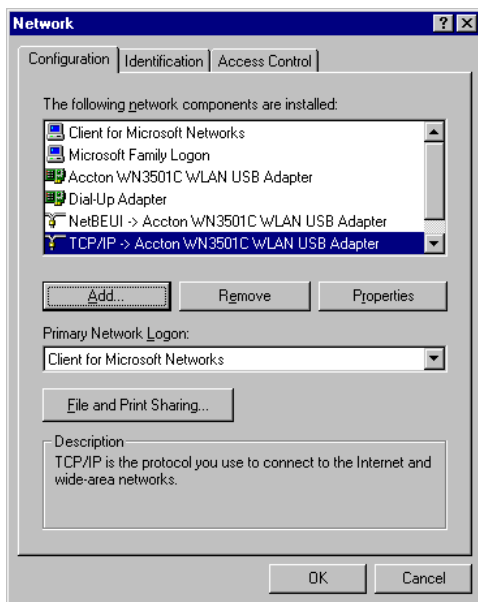 Network
Configuration Identification Access Control
The following network components are installed:
Client for Microsoft Networks
Microsoft Family Logon
Accton WN3501C WLAN USB Adapter
Dial-Up Adapter
NetBEUI -> Accton WN3501C WLAN USB Adapter
TCP/IP -> Accton WN3501C WLAN USB Adapter
Add... Remove Properties
Primary Network Logon:
Client for Microsoft Networks
File and Print Sharing...
Description
TCP/IP is the protocol you use to connect to the Internet and
wide-area networks.
OK Cancel